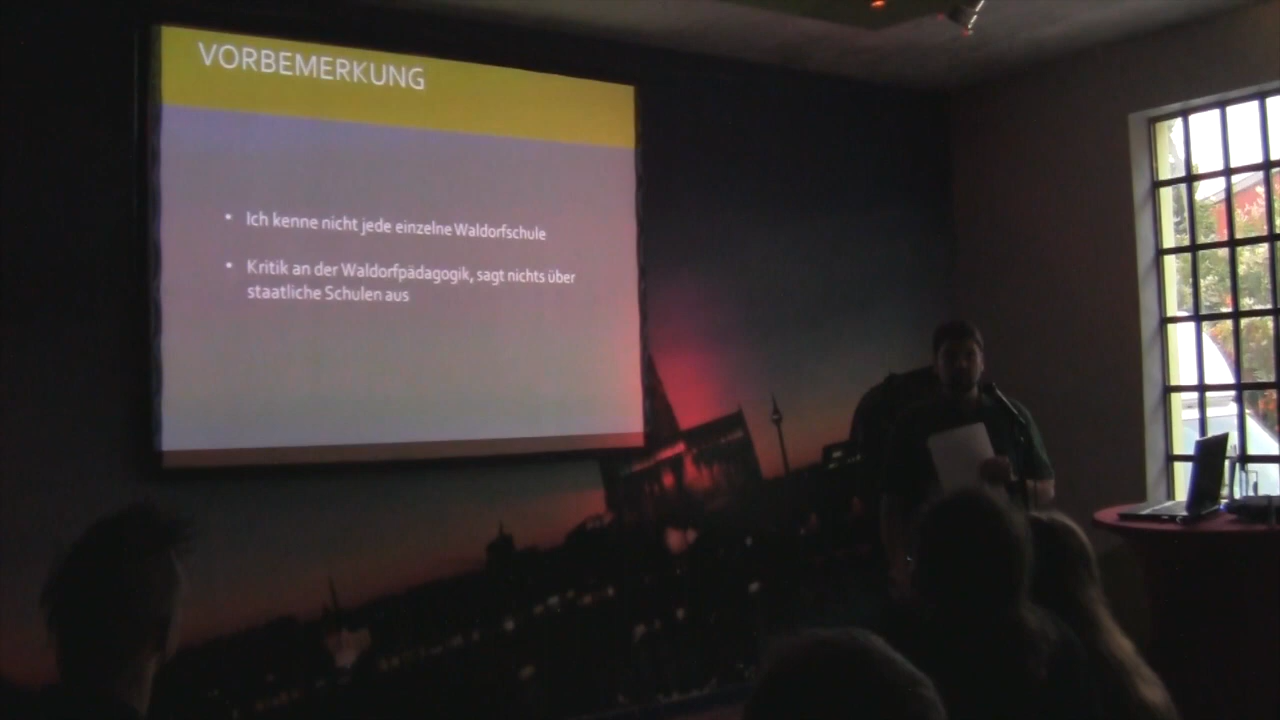 VORBEMERKUNG
• Ich kenne nicht jede einzelne Waldorfschule
• Kritik an der Waldorfpädagogik, sagt nichts über
staatliche Schulen aus